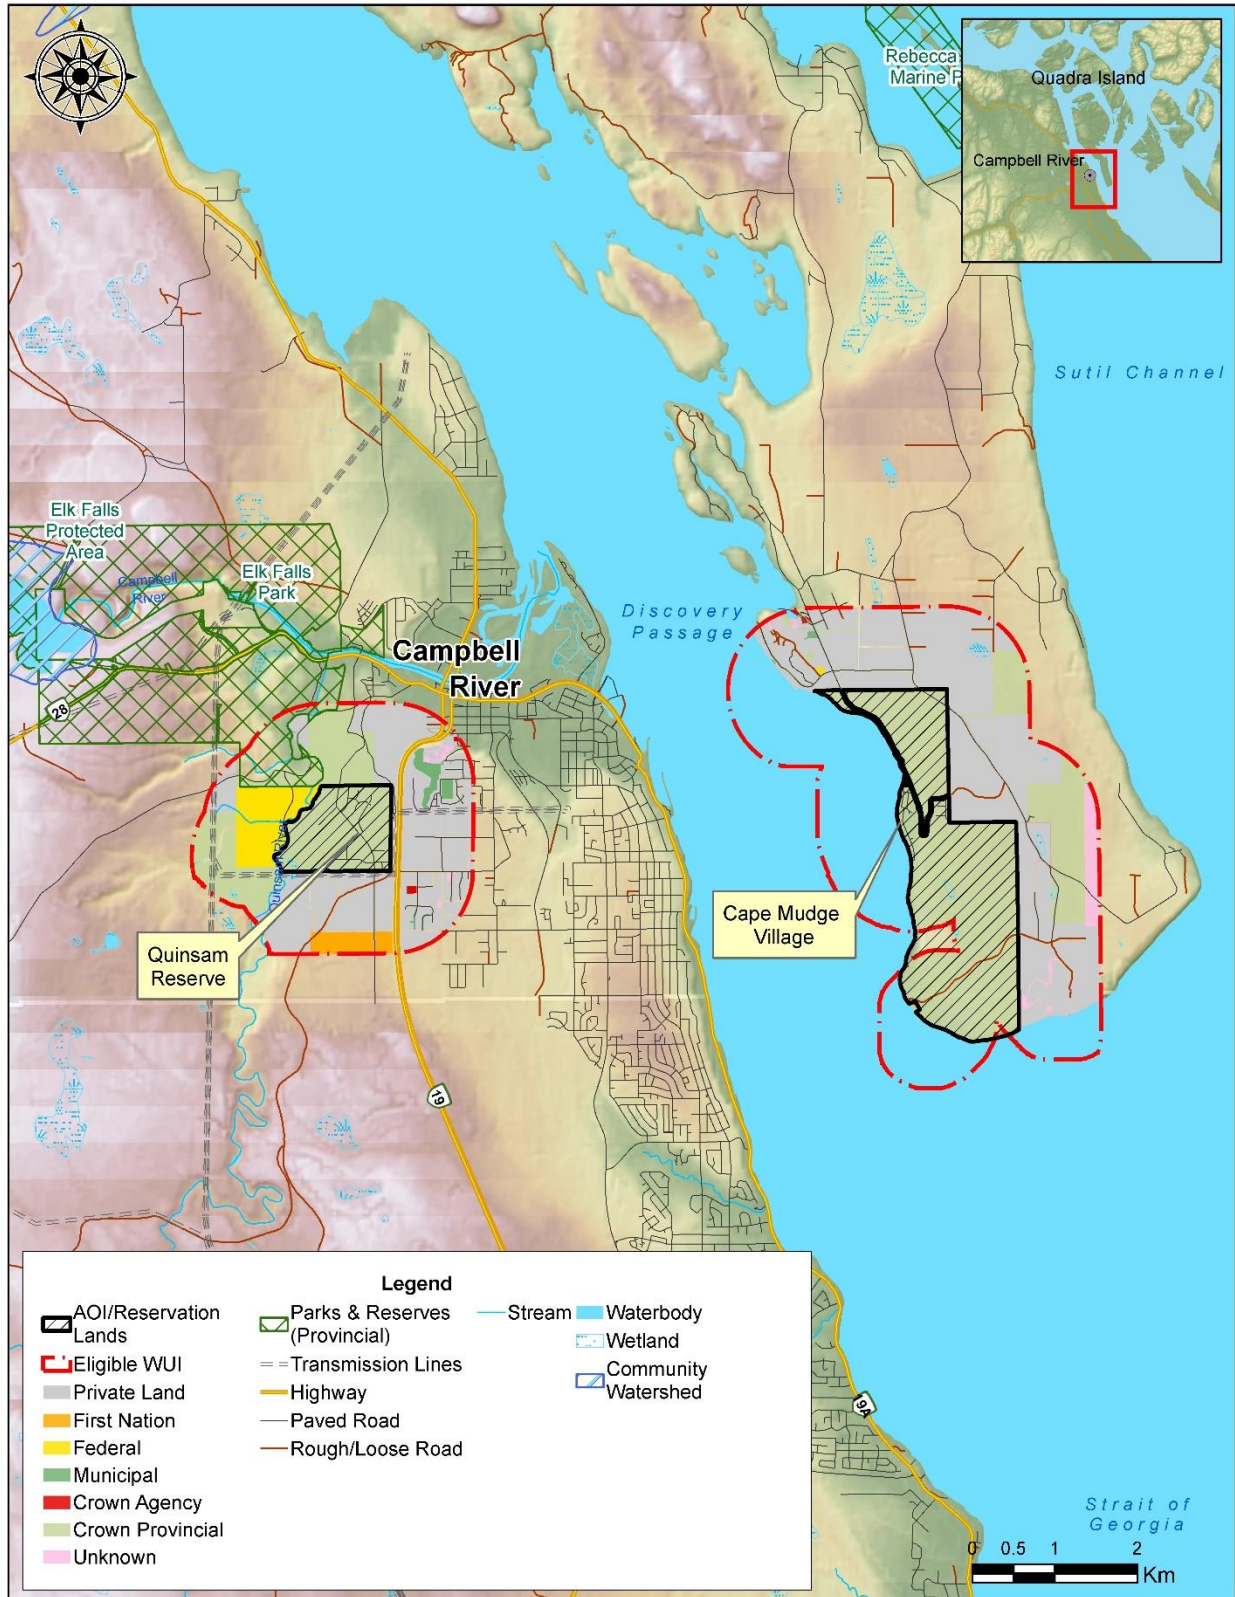 Rebecca
Marine P
Quadra Island
Campbell River
Sutil Channel
Elk Falls
Protected
Area
Campbell
River
Elk Falls
Park
Discovery
Passage
Campbell
River
28
Quinsam River
Quinsam
Reserve
Cape Mudge
Village
19
19A
Strait of
Georgia
0 0.5 1 2
Km
Legend
AOI/Reservation
Lands
Eligible WUI
Private Land
First Nation
Federal
Municipal
Crown Agency
Crown Provincial
Unknown
Parks & Reserves
(Provincial)
Transmission Lines
Highway
Paved Road
Rough/Loose Road
Stream
Waterbody
Wetland
Community
Watershed